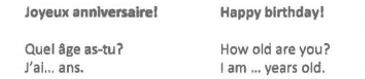 Joyeux anniversaire! Happy birthday!
Quel âge as-tu? How old are you?
J'ai... ans. I am ... years old.